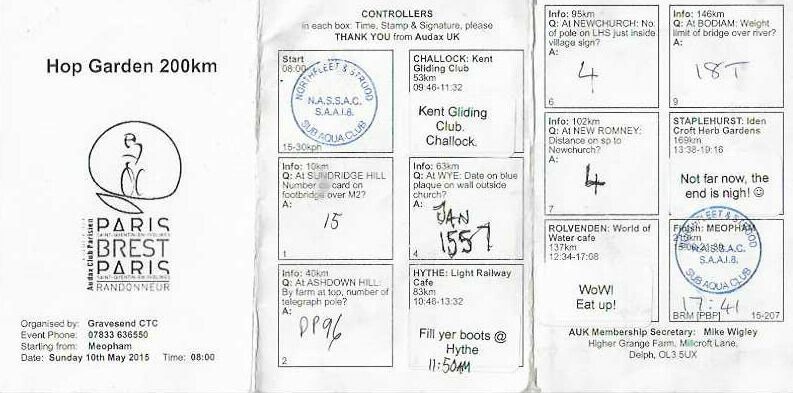 Hop Garden 200km
Audax Club Parisien
PARIS
BREST
PARIS
RANDONNEUR
Organised by: Gravesend CTC
Event Phone: 07833 636550
Starting from: Meopham
Date: Sunday 10th May 2015 Time: 08:00
CONTROLLERS
in each box: Time, Stamp & Signature, please
THANK YOU from Audax UK
Start
08:00
NORTHFLEET & STROOD
N.A.S.S.A.C.
S.A.A.I.8.
SUB AQUA CLUB
15-30kph
CHALLOCK: Kent
Gliding Club
53km
09:46-11:32
Kent Gliding
Club.
Challock.
Info: 10km
Q: At SUNDRIDGE HILL
Number on card on
footbridge over M2?
A:
15
1
Info: 63km
Q: At WYE: Date on blue
plaque on wall outside
church?
A:
JAN
1557
4
Info: 40km
Q: At ASHDOWN HILL:
By farm at top, number of
telegraph pole?
A:
DP96
2
HYTHE: Light Railway
Cafe
83km
10:46-13:32
Fill yer boots @
Hythe
11:50AM
Info: 95km
Q: At NEWCHURCH: No.
of pole on LHS just inside
village sign?
A:
4
6
Info: 146km
Q: At BODIAM: Weight
limit of bridge over river?
A:
18T
9
Info: 102km
Q: At NEW ROMNEY:
Distance on sp to
Newchurch?
A:
4
7
STAPLEHURST: Iden
Croft Herb Gardens
169km
13:38-19:16
Not far now, the
end is nigh! ☺
ROLVENDEN: World of
Water cafe
137km
12:34-17:08
WoW!
Eat up!
Finish: MEOPHAM
NORTHFLEET & STROOD
N.A.S.S.A.C.
S.A.A.I.8.
SUB AQUA CLUB
17:41
BRM [PBP] 15-207
AUK Membership Secretary: Mike Wigley
Higher Grange Farm, Millcroft Lane,
Delph, OL3 5UX